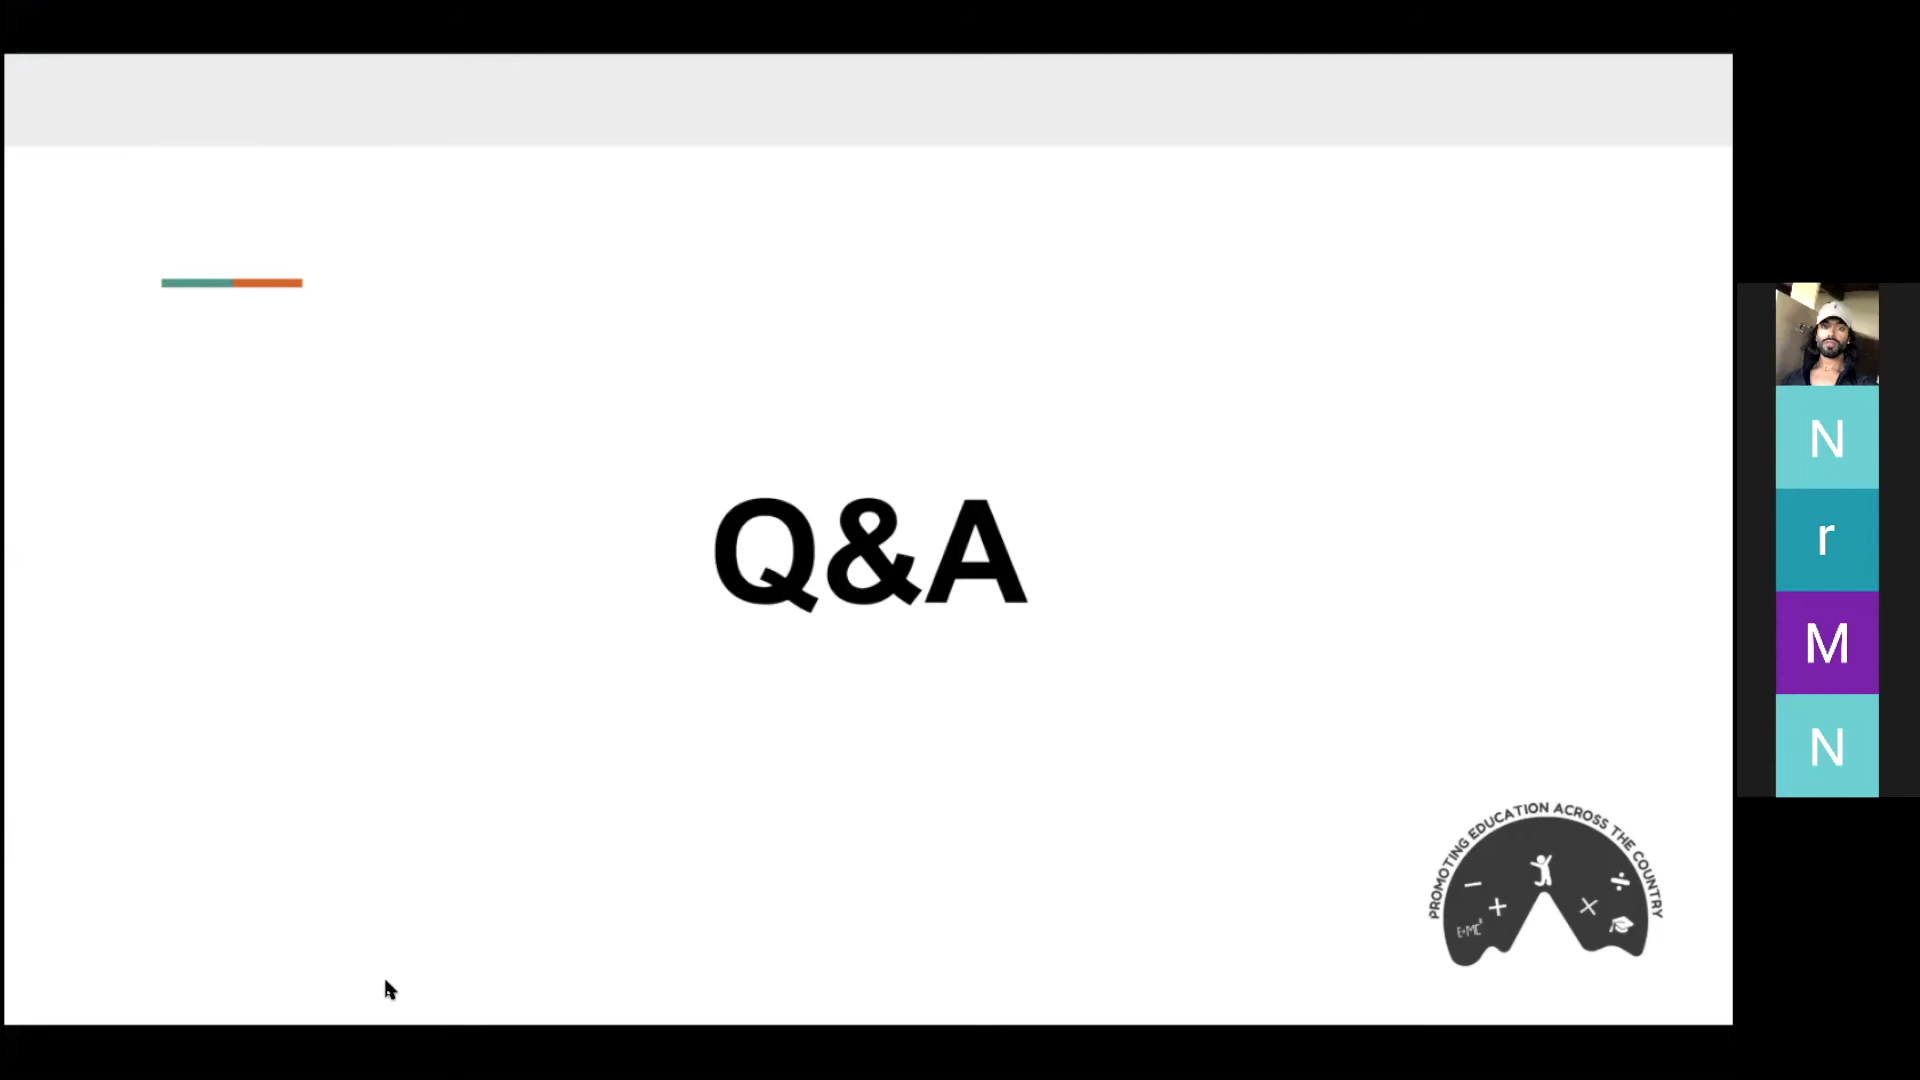 Q&A
N
r
M
N
PROMOTING EDUCATION ACROSS THE COUNTRY
− + × ÷